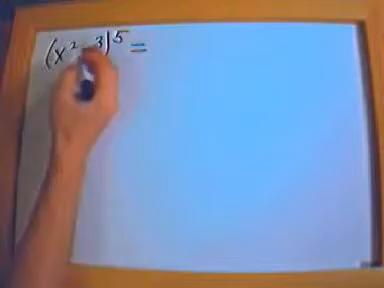 (x² - 3)⁵ =